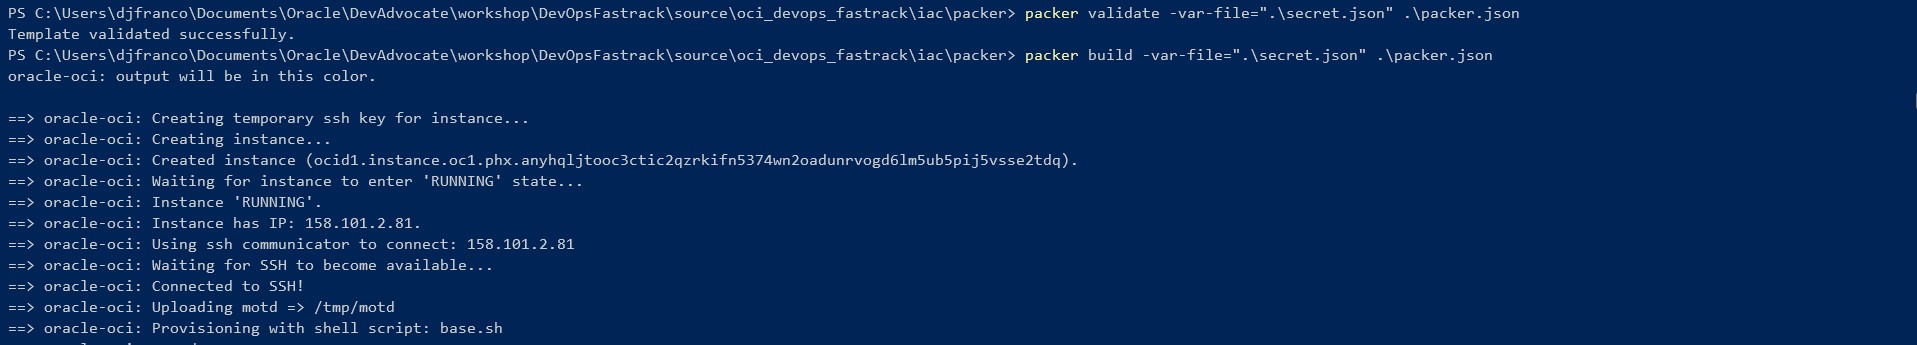 PS C:\Users\djfranco\Documents\Oracle\DevAdvocate\workshop\DevOpsFastrack\source\oci_devops_fastrack\iac\packer> packer validate -var-file=".\secret.json" .\packer.json
Template validated successfully.
PS C:\Users\djfranco\Documents\Oracle\DevAdvocate\workshop\DevOpsFastrack\source\oci_devops_fastrack\iac\packer> packer build -var-file=".\secret.json" .\packer.json
oracle-oci: output will be in this color.
==> oracle-oci: Creating temporary ssh key for instance...
==> oracle-oci: Creating instance...
==> oracle-oci: Created instance (ocid1.instance.oc1.phx.anyhqljtooc3ctic2qzrkifn5374wn2oadunrvogd6lm5ub5pij5vsse2tdq).
==> oracle-oci: Waiting for instance to enter 'RUNNING' state...
==> oracle-oci: Instance 'RUNNING'.
==> oracle-oci: Instance has IP: 158.101.2.81.
==> oracle-oci: Using ssh communicator to connect: 158.101.2.81
==> oracle-oci: Waiting for SSH to become available...
==> oracle-oci: Connected to SSH!
==> oracle-oci: Uploading motd => /tmp/motd
==> oracle-oci: Provisioning with shell script: base.sh